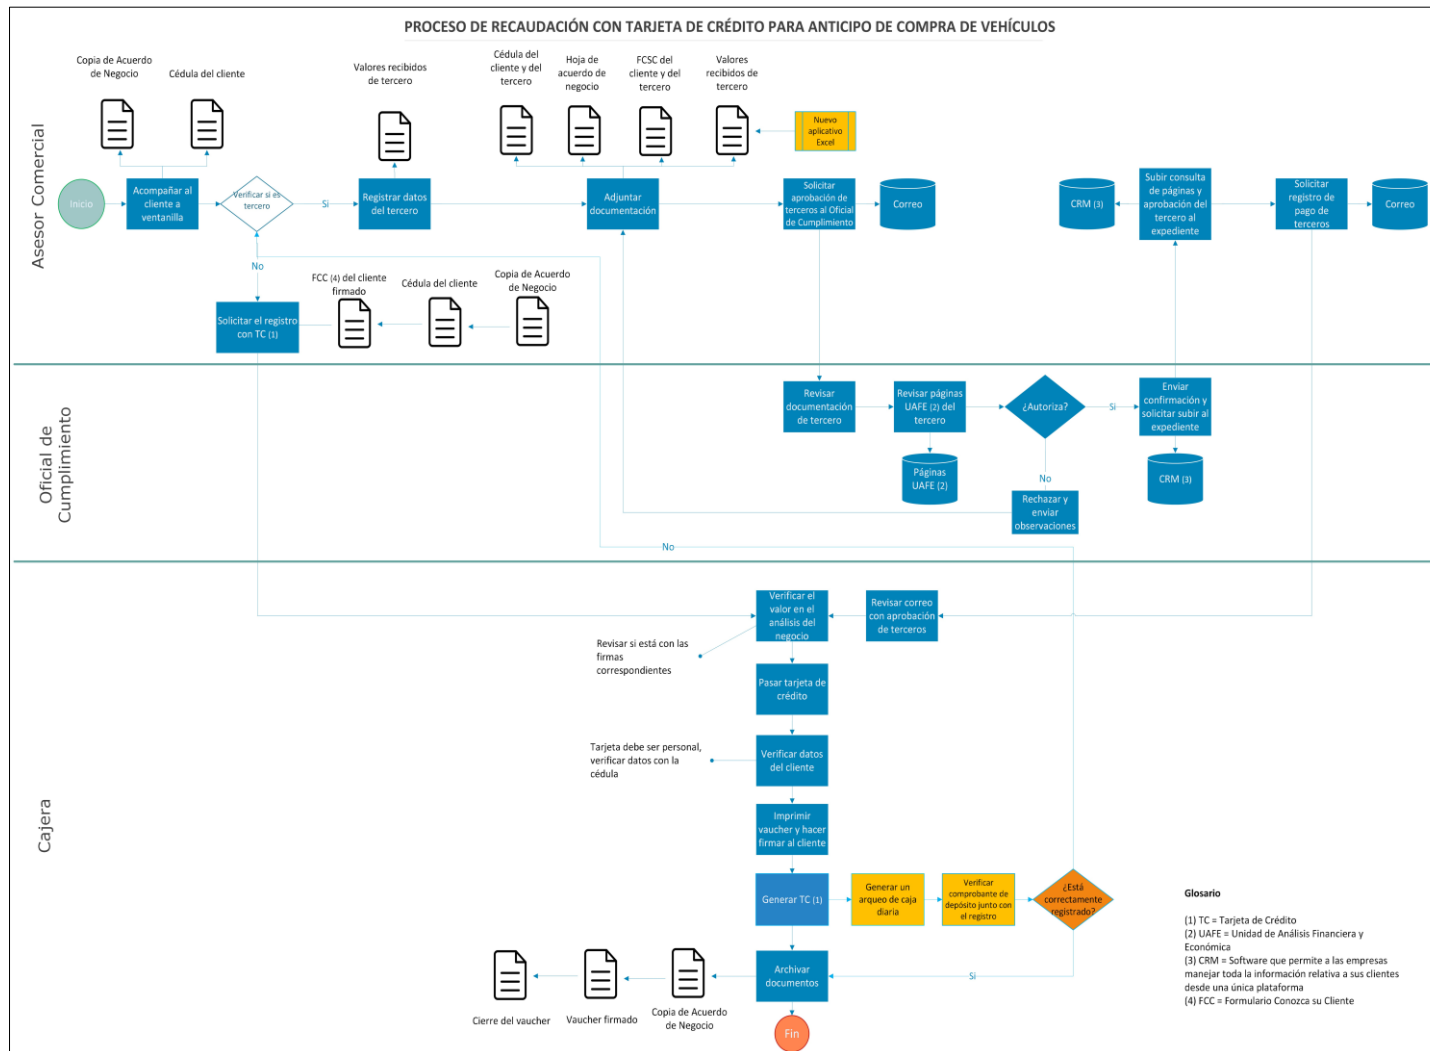 PROCESO DE RECAUDACIÓN CON TARJETA DE CRÉDITO PARA ANTICIPO DE COMPRA DE VEHÍCULOS
Asesor Comercial
Copia de Acuerdo
de Negocio
Cédula del cliente
Valores recibidos
de tercero
Cédula del
cliente y del
tercero
Hoja de
acuerdo de
negocio
FCSC del
cliente y del
tercero
Valores
recibidos de
tercero
Nuevo
aplicativo
Excel
Inicio
Acompañar al
cliente a
ventanilla
Verificar si es
tercero
Si
Registrar datos
del tercero
Adjuntar
documentación
Solicitar
aprobación de
terceros al Oficial
de Cumplimiento
Correo
CRM (3)
Subir consulta
de páginas y
aprobación del
tercero al
expediente
Solicitar
registro de
pago de
terceros
Correo
No
Solicitar el registro
con TC (1)
FCC (4) del cliente
firmado
Cédula del cliente
Copia de Acuerdo
de Negocio
Oficial de
Cumplimiento
Revisar
documentación
de tercero
Revisar páginas
UAFE (2) del
tercero
¿Autoriza?
Si
Enviar
confirmación y
solicitar subir al
expediente
Páginas
UAFE (2)
No
CRM (3)
Rechazar y
enviar
observaciones
No
Cajera
Verificar el
valor en el
análisis del
negocio
Revisar correo
con aprobación
de terceros
Revisar si está con las
firmas
correspondientes
Pasar tarjeta de
crédito
Tarjeta debe ser personal,
verificar datos con la
cédula
Verificar datos
del cliente
Imprimir
vaucher y hacer
firmar al cliente
Generar TC (1)
Generar un
arqueo de caja
diaria
Verificar
comprobante de
depósito junto con
el registro
¿Está
correctamente
registrado?
Si
Archivar
documentos
Copia de Acuerdo
de Negocio
Vaucher firmado
Cierre del vaucher
Fin
Glosario
(1) TC = Tarjeta de Crédito
(2) UAFE = Unidad de Análisis Financiera y
Económica
(3) CRM = Software que permite a las empresas
manejar toda la información relativa a sus clientes
desde una única plataforma
(4) FCC = Formulario Conozca su Cliente